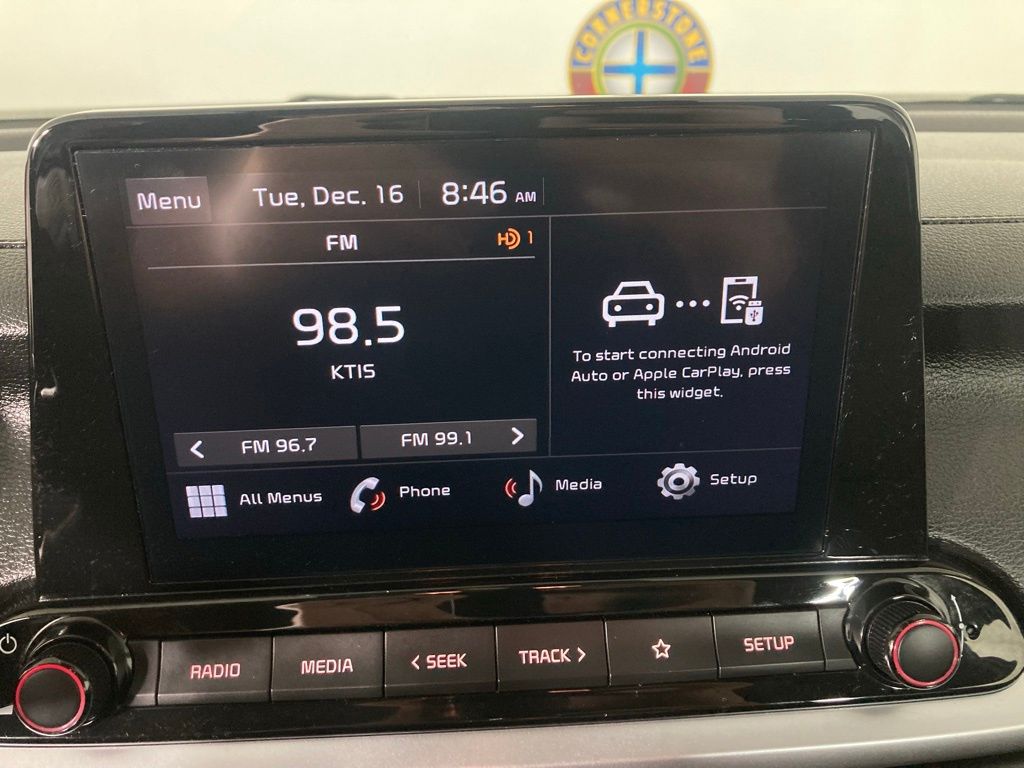 CORNERSTONE
Menu
Tue, Dec. 16
8:46 AM
FM
HD 1
98.5
KTIS
To start connecting Android
Auto or Apple CarPlay, press
this widget.
< FM 96.7
FM 99.1 >
All Menus
Phone
Media
Setup
RADIO
MEDIA
< SEEK
TRACK >
SETUP